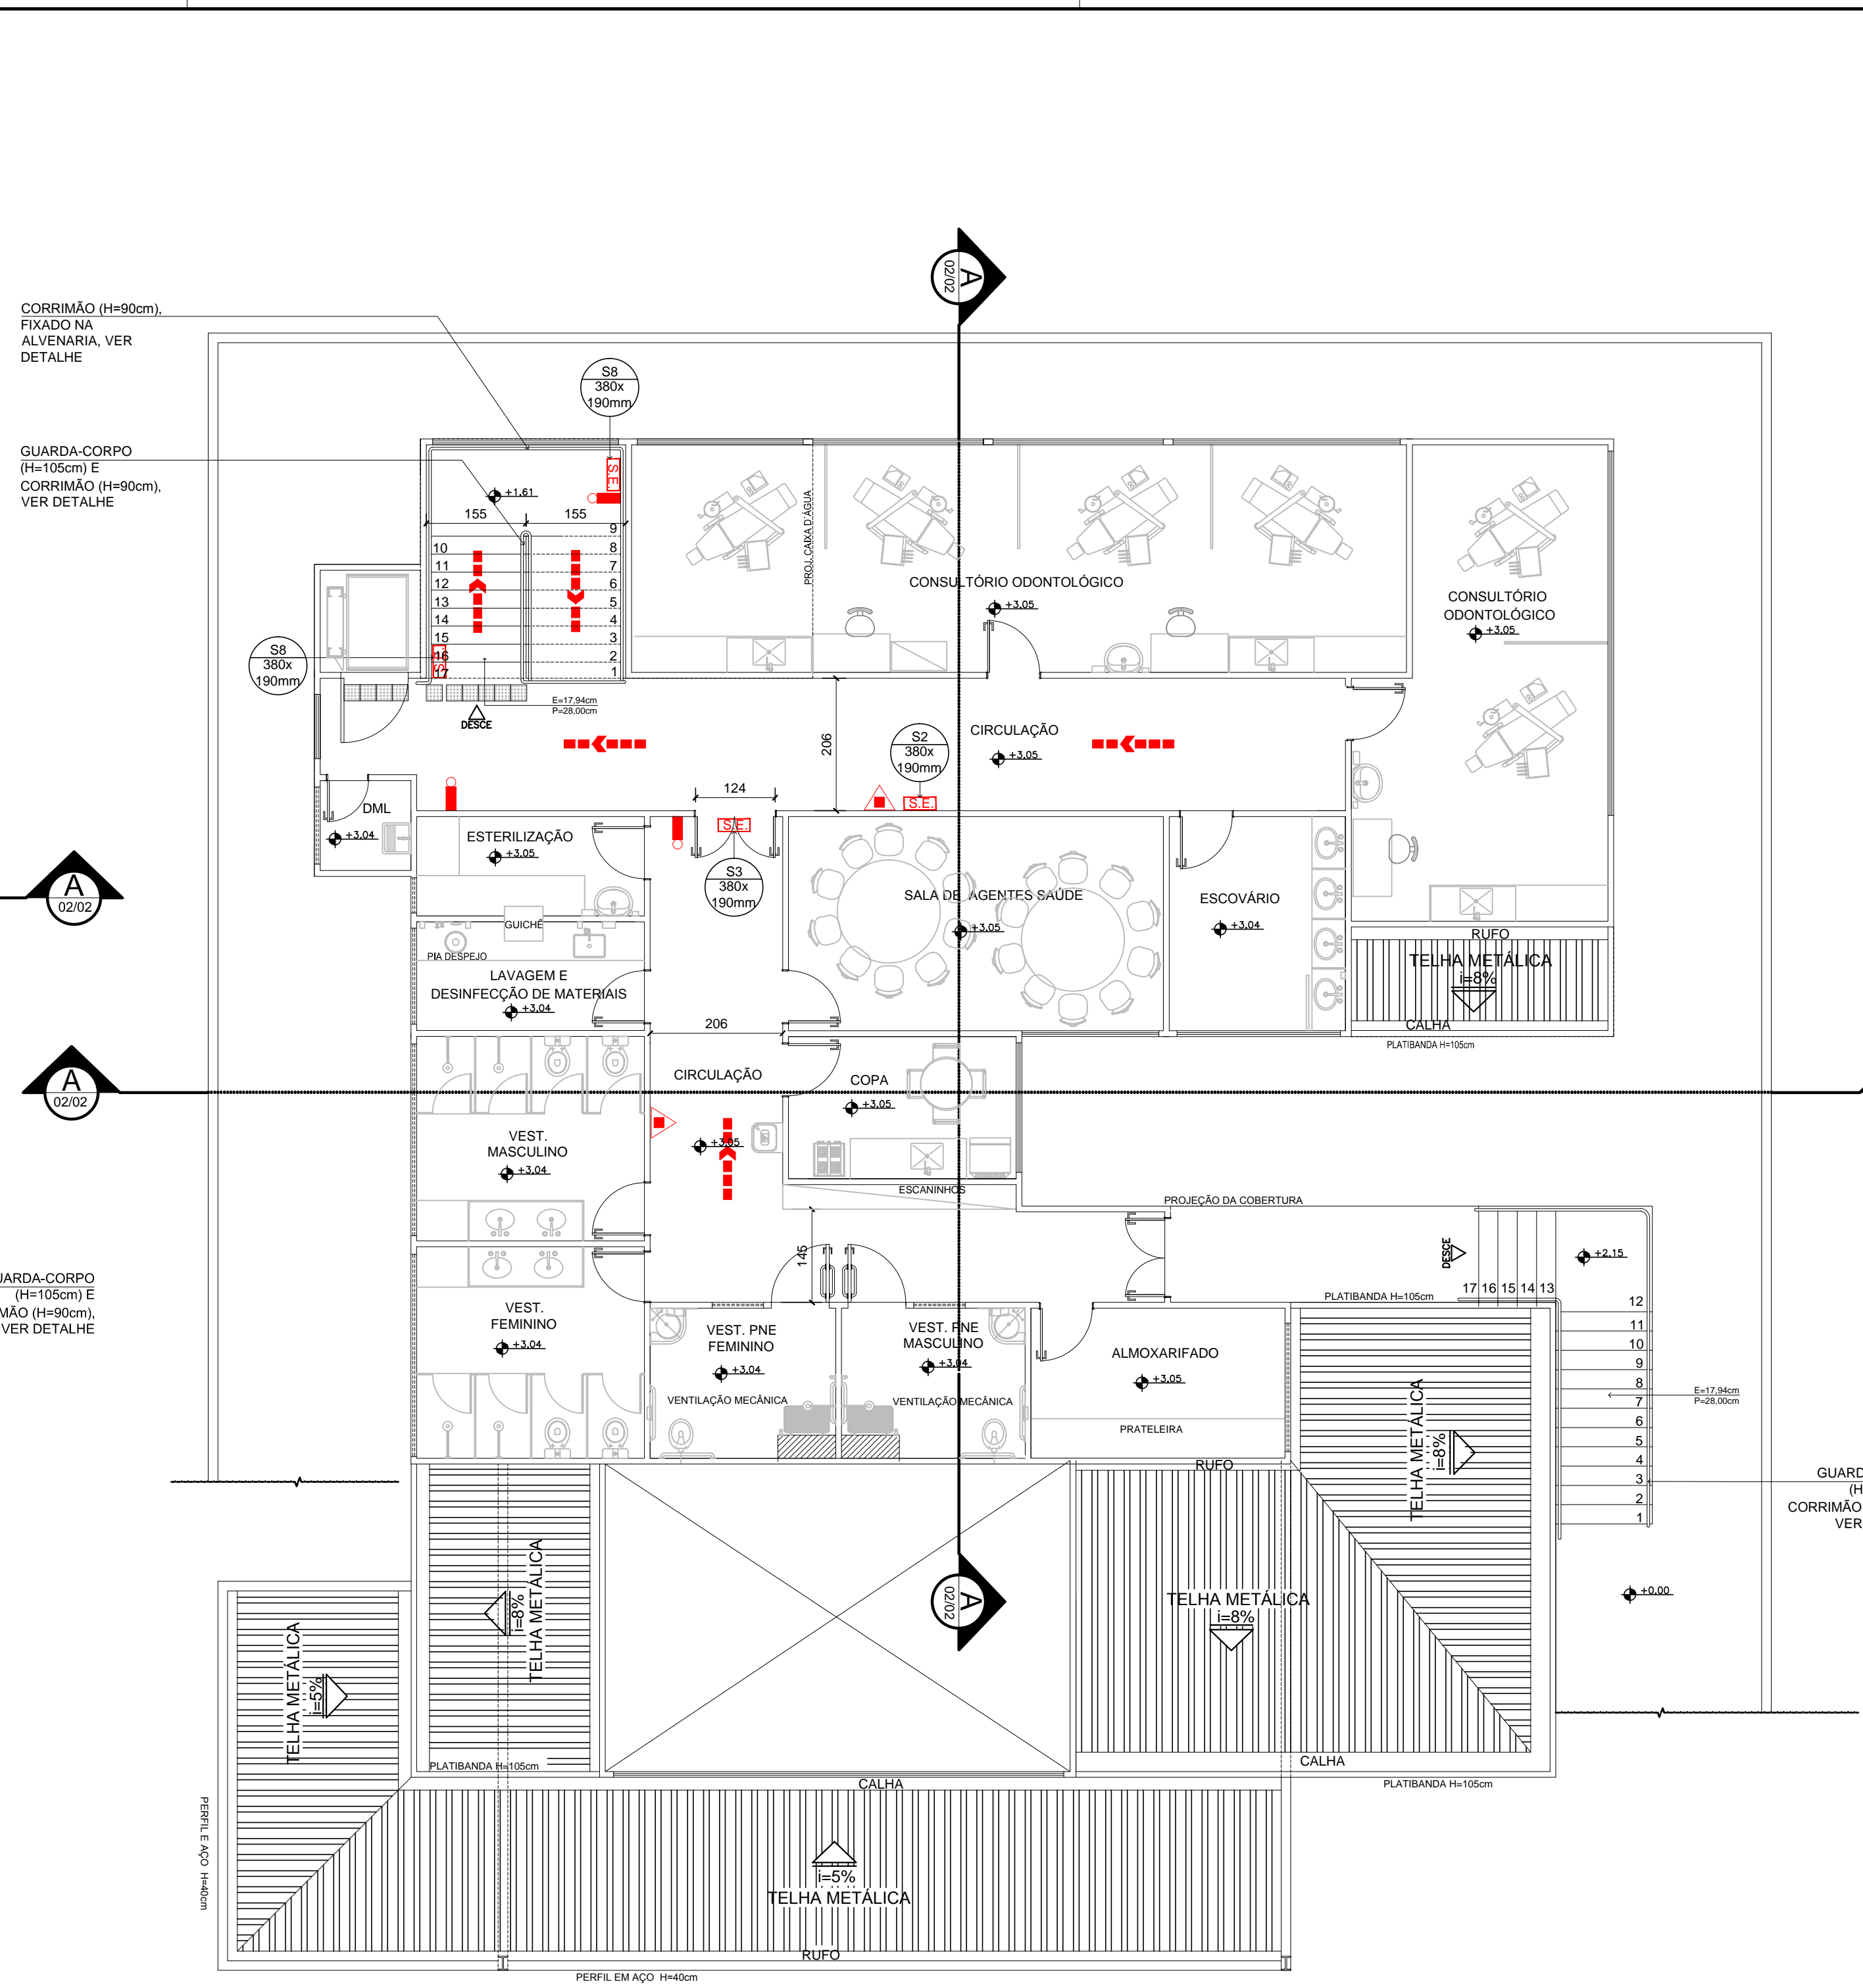 A
02/02
CORRIMÃO (H=90cm),
FIXADO NA
ALVENARIA, VER
DETALHE
S8
380x
190mm
GUARDA-CORPO
(H=105cm) E
CORRIMÃO (H=90cm),
VER DETALHE
S.E.
+1.61
155
155
9
10
8
11
7
12
6
13
5
14
4
15
3
16
2
17
1
PROJ. CAIXA D'ÁGUA
CONSULTÓRIO ODONTOLÓGICO
+3.05
CONSULTÓRIO
ODONTOLÓGICO
+3.05
S8
380x
190mm
E=17,94cm
P=28,00cm
DESCE
206
S2
380x
190mm
CIRCULAÇÃO
+3.05
124
S.E.
DML
+3.04
ESTERILIZAÇÃO
+3.05
S.E.
S3
380x
190mm
SALA DE AGENTES SAÚDE
+3.05
ESCOVÁRIO
+3.04
A
02/02
GUICHÊ
PIA DESPEJO
LAVAGEM E
DESINFECÇÃO DE MATERIAIS
+3.04
RUFO
TELHA METÁLICA
i=8%
CALHA
PLATIBANDA H=105cm
206
A
02/02
CIRCULAÇÃO
+3.05
COPA
+3.05
VEST.
MASCULINO
+3.04
ESCANINHOS
PROJEÇÃO DA COBERTURA
145
DESCE
+2.15
17 16 15 14 13
12
11
10
9
8
7
6
5
4
3
2
1
E=17,94cm
P=28,00cm
UARDA-CORPO
(H=105cm) E
MÃO (H=90cm),
VER DETALHE
VEST.
FEMININO
+3.04
VEST. PNE
FEMININO
+3.04
VENTILAÇÃO MECÂNICA
VEST. PNE
MASCULINO
+3.04
VENTILAÇÃO MECÂNICA
ALMOXARIFADO
+3.05
PRATELEIRA
PLATIBANDA H=105cm
TELHA METÁLICA
i=8%
RUFO
GUARD
(H
CORRIMÃO
VER
+0.00
TELHA METÁLICA
i=8%
TELHA METÁLICA
i=5%
A
02/02
TELHA METÁLICA
i=8%
PLATIBANDA H=105cm
CALHA
CALHA
PLATIBANDA H=105cm
PERFIL E AÇO H=40cm
i=5%
TELHA METÁLICA
RUFO
PERFIL EM AÇO H=40cm